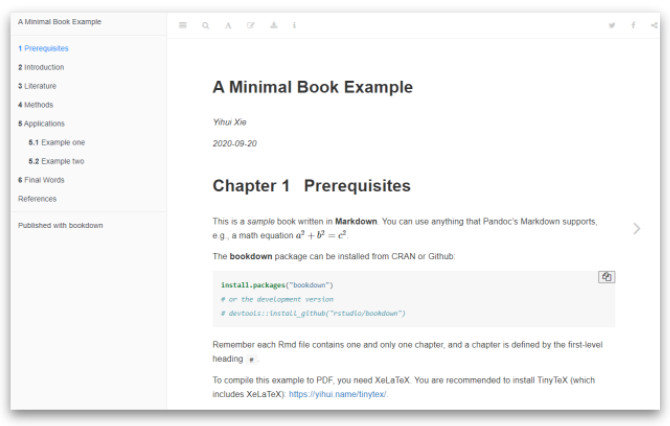 A Minimal Book Example
1 Prerequisites
2 Introduction
3 Literature
4 Methods
5 Applications
5.1 Example one
5.2 Example two
6 Final Words
References
Published with bookdown
A Minimal Book Example
Yihui Xie
2020-09-20
Chapter 1 Prerequisites
This is a sample book written in Markdown. You can use anything that Pandoc's Markdown supports,
e.g., a math equation a² + b² = c².
The bookdown package can be installed from CRAN or Github:
install.packages("bookdown")
# or the development version
# devtools::install_github("rstudio/bookdown")
Remember each Rmd file contains one and only one chapter, and a chapter is defined by the first-level
heading # .
To compile this example to PDF, you need XeLaTeX. You are recommended to install TinyTeX (which
includes XeLaTeX): https://yihui.name/tinytex/.